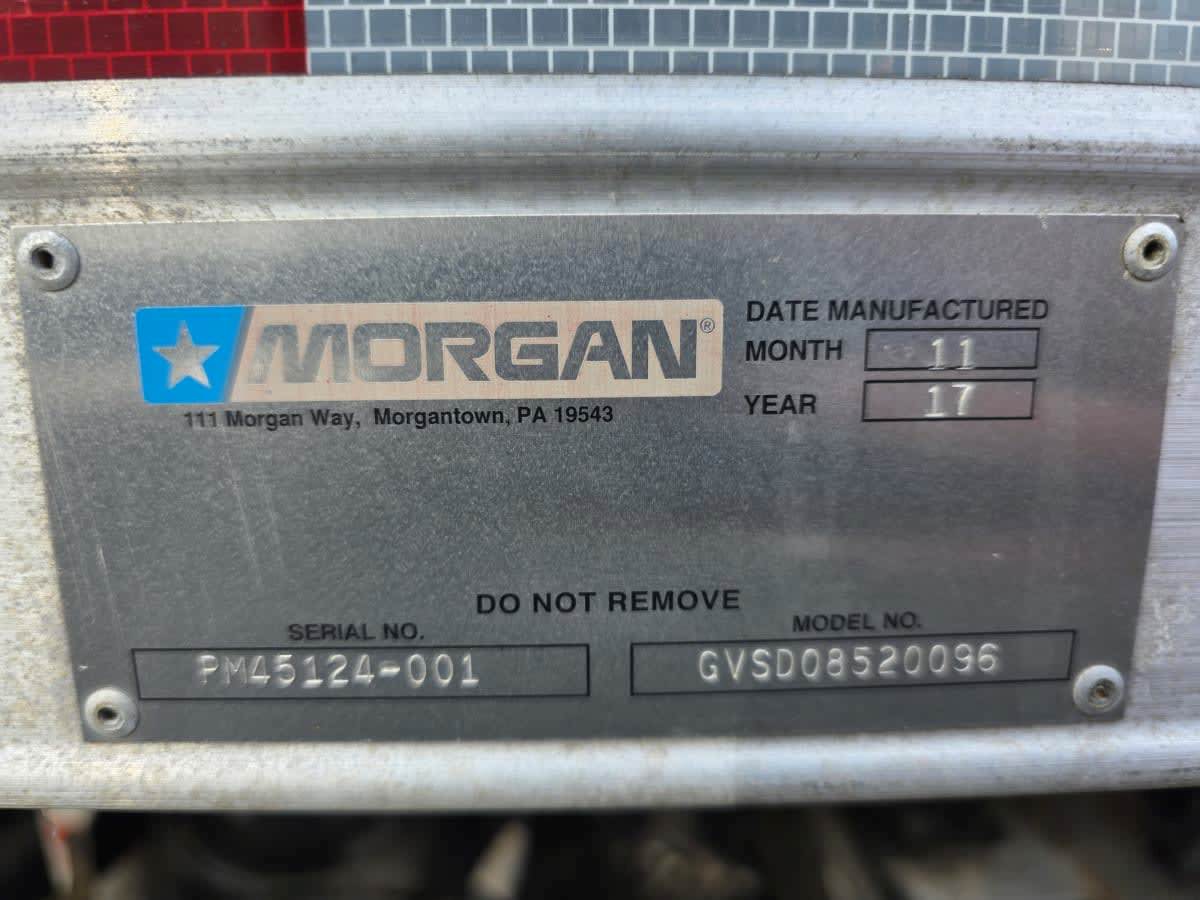 MORGAN®
111 Morgan Way, Morgantown, PA 19543
DATE MANUFACTURED
MONTH 11
YEAR 17
DO NOT REMOVE
SERIAL NO.
PM45124-001
MODEL NO.
GVSD08520096